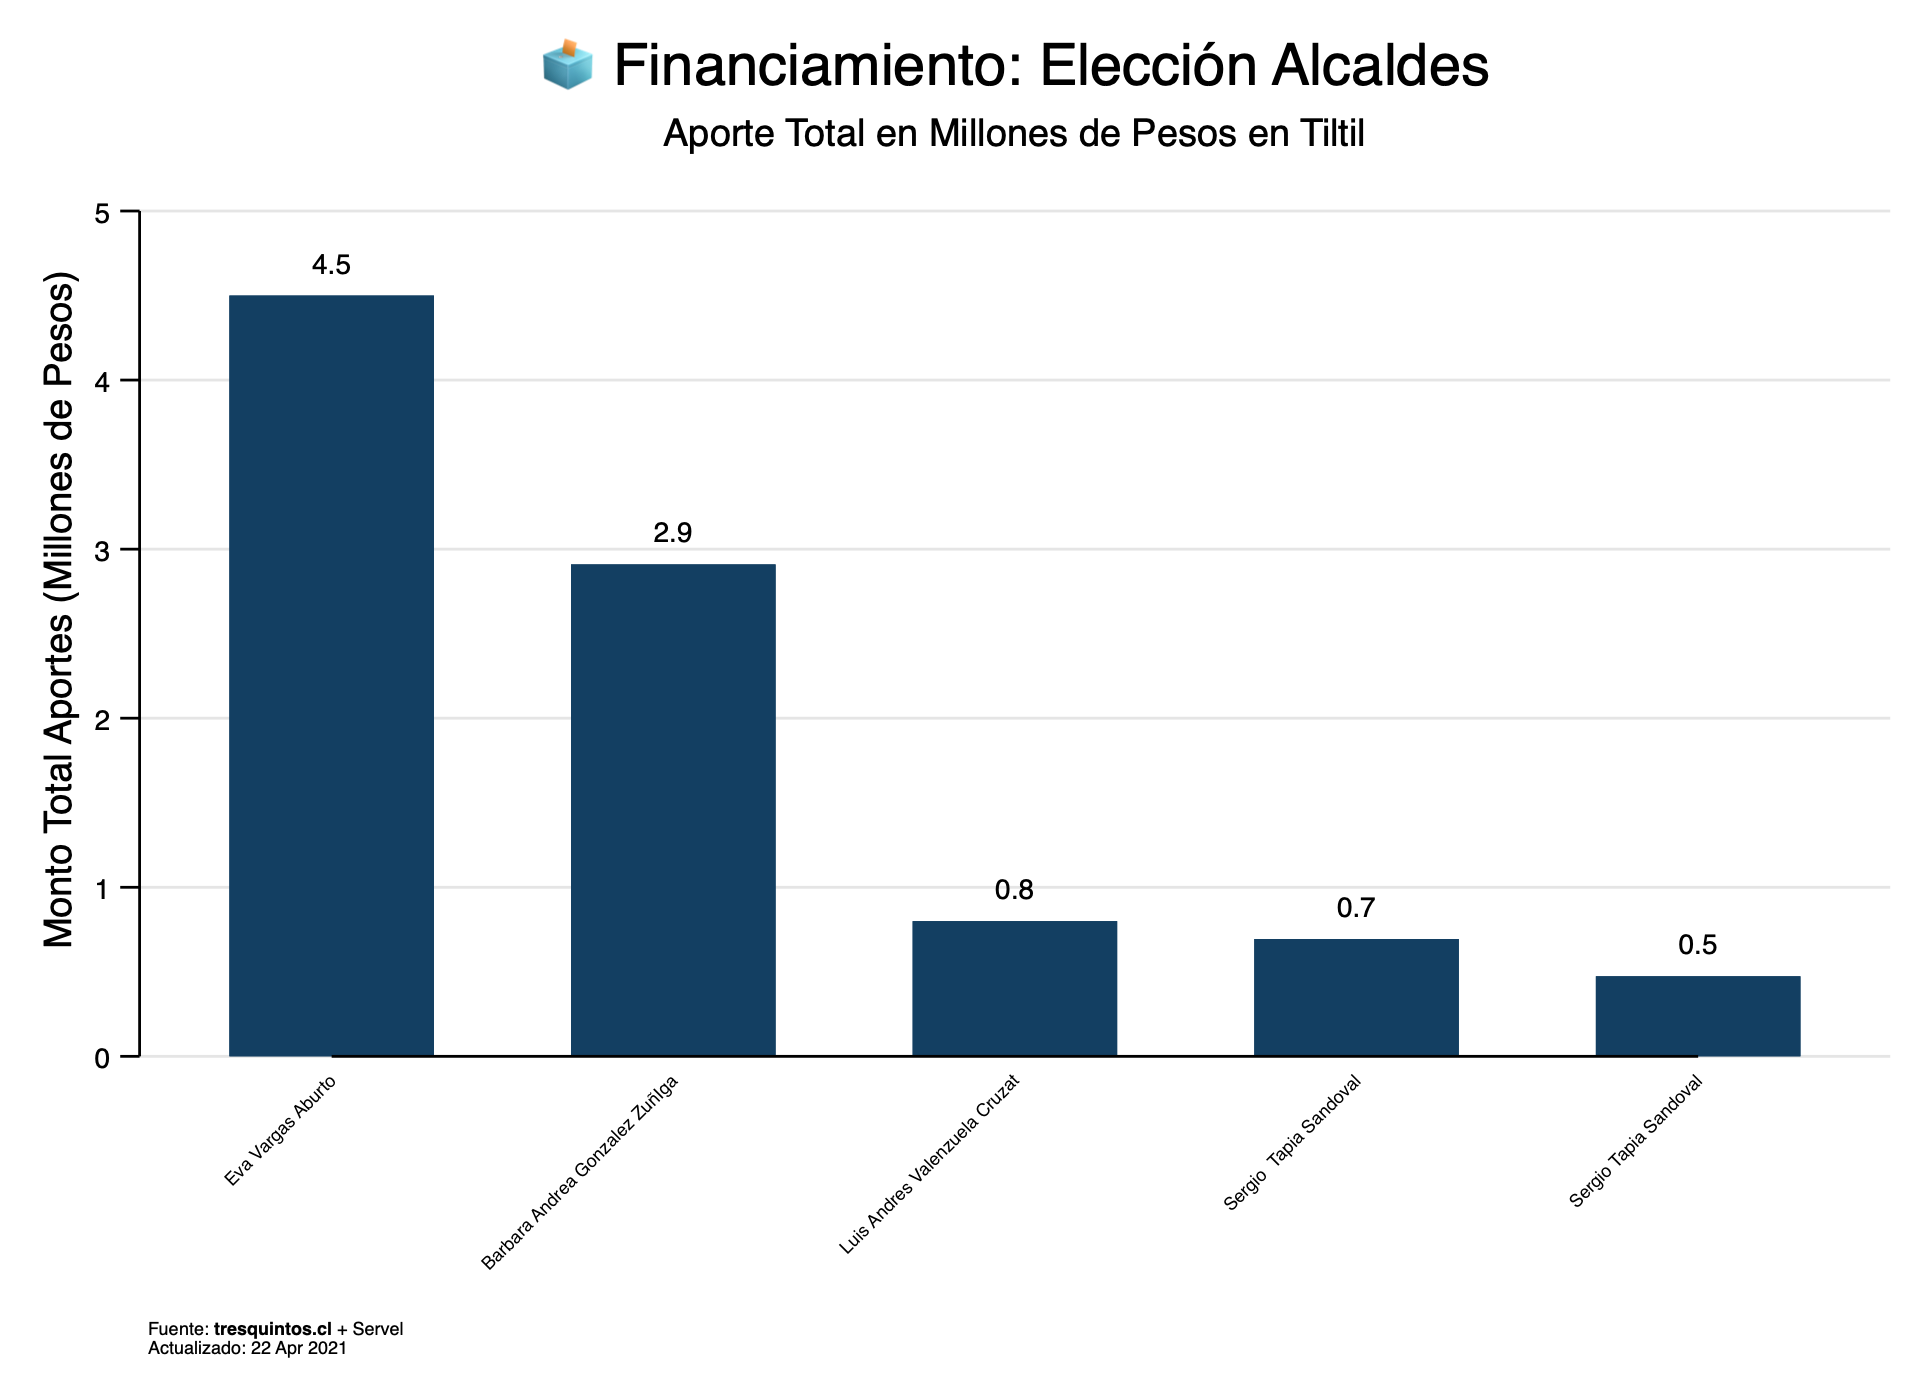 Financiamiento: Elección Alcaldes
Aporte Total en Millones de Pesos en Tiltil
Monto Total Aportes (Millones de Pesos)
5
4
3
2
1
0
4.5
2.9
0.8
0.7
0.5
Eva Vargas Aburto
Barbara Andrea Gonzalez ZuñIga
Luis Andres Valenzuela Cruzat
Sergio  Tapia Sandoval
Sergio Tapia Sandoval
Fuente: tresquintos.cl + Servel
Actualizado: 22 Apr 2021